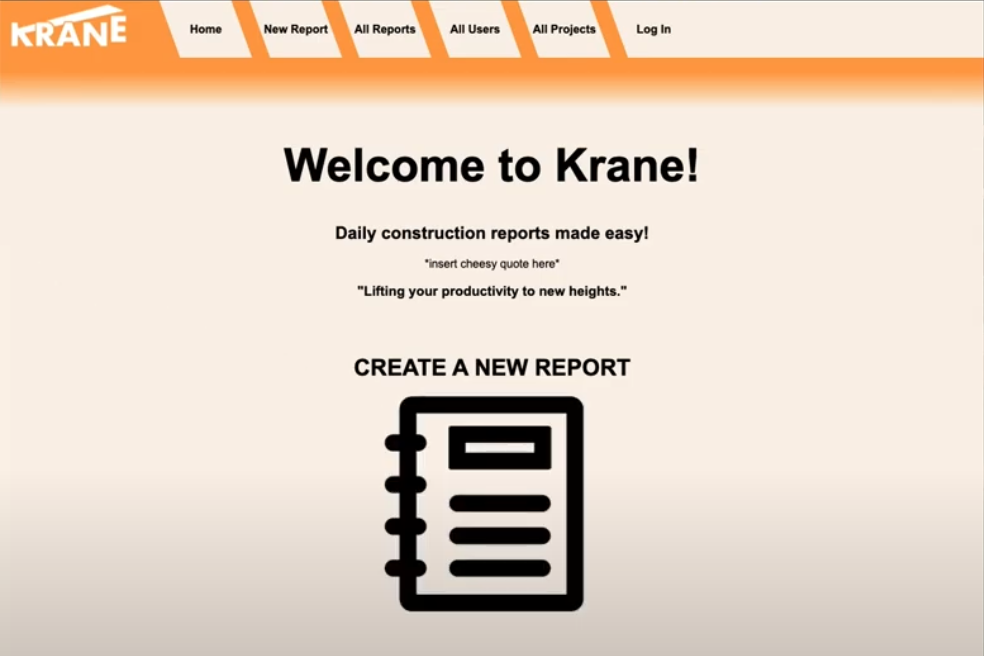 KRANE
Home New Report All Reports All Users All Projects Log In
Welcome to Krane!
Daily construction reports made easy!
*insert cheesy quote here*
"Lifting your productivity to new heights."
CREATE A NEW REPORT